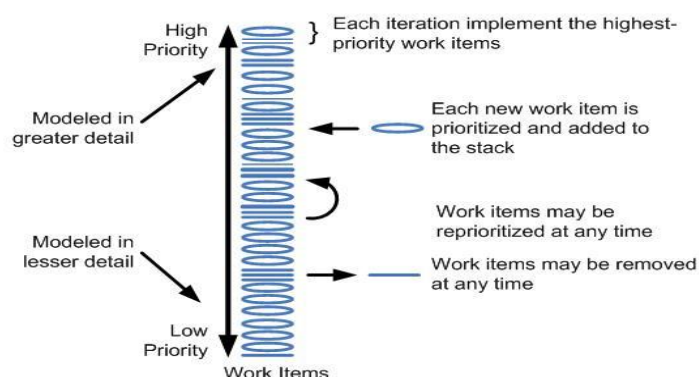 High
Priority
Each iteration implement the highest-
priority work items
Modeled in
greater detail
Each new work item is
prioritized and added to
the stack
Work items may be
reprioritized at any time
Modeled in
lesser detail
Work items may be removed
at any time
Low
Priority
Work Items